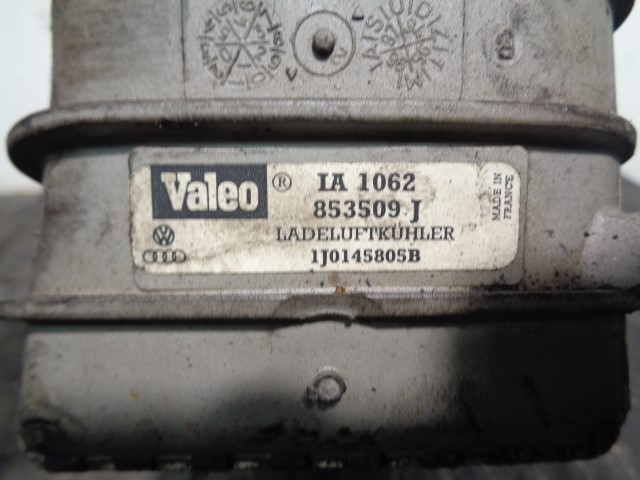 Valeo ® IA 1062
853509 J
LADELUFTKÜHLER
1J0145805B
MADE IN
FRANCE